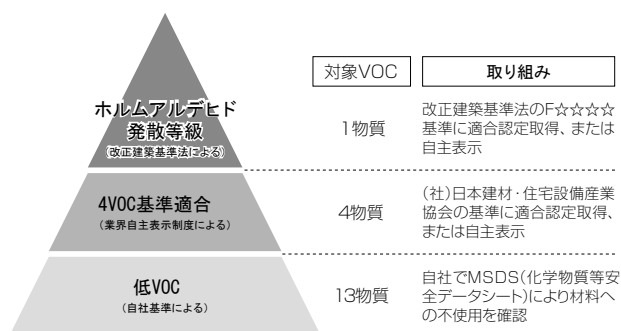 対象VOC
取り組み
ホルムアルデヒド
発散等級
(改正建築基準法による)
1物質
改正建築基準法のF☆☆☆☆
基準に適合認定取得、または
自主表示
4VOC基準適合
(業界自主表示制度による)
4物質
(社)日本建材・住宅設備産業
協会の基準に適合認定取得、
または自主表示
低VOC
(自社基準による)
13物質
自社でMSDS(化学物質等安
全データシート)により材料へ
の不使用を確認